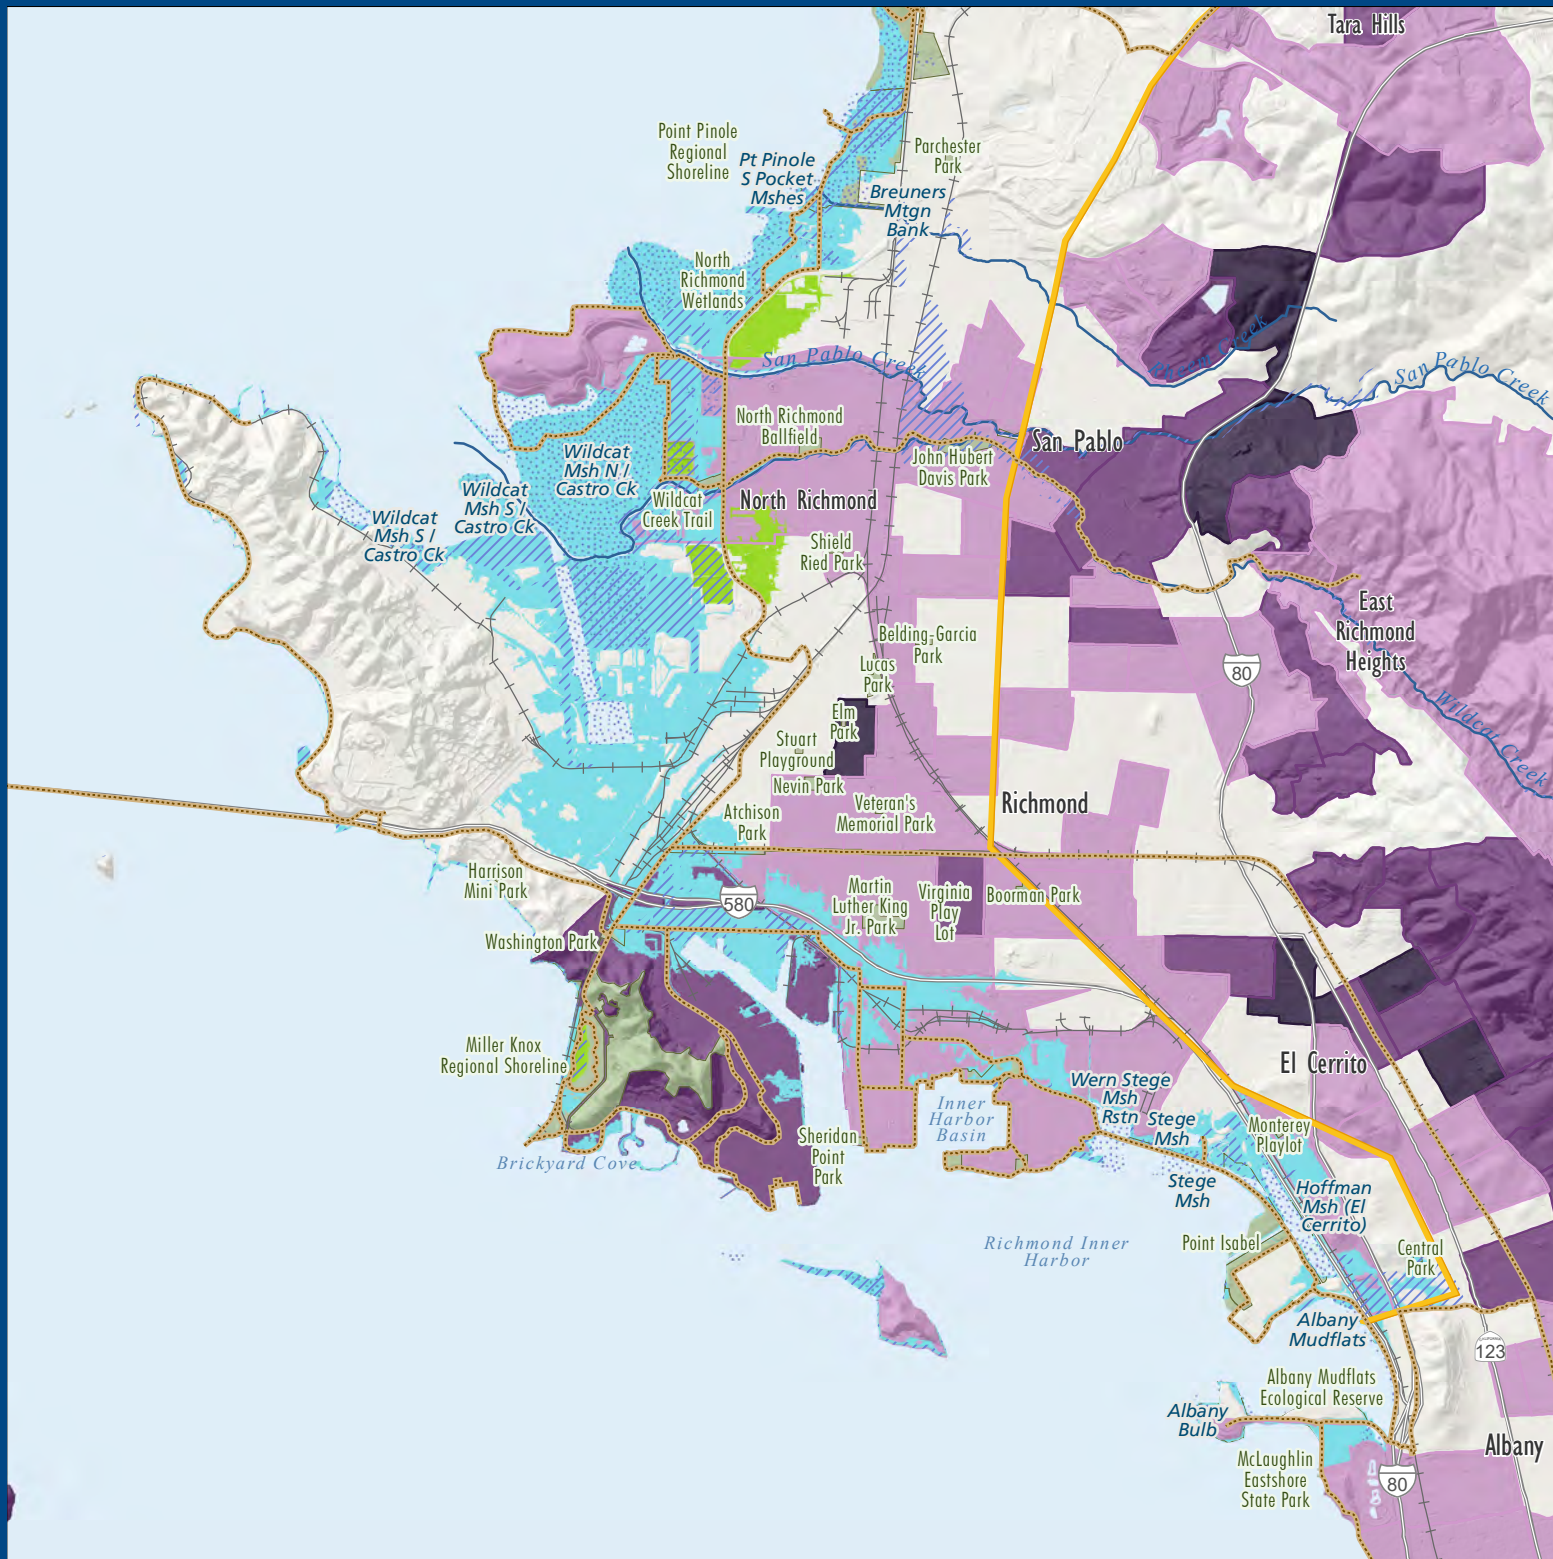 Tara Hills
Point Pinole
Regional
Shoreline
Pt Pinole
S Pocket
Mshes
Parchester
Park
Breuners
Mtgn
Bank
North
Richmond
Wetlands
San Pablo Creek
Rheem Creek
San Pablo Creek
North Richmond
Ballfield
San Pablo
John Hubert
Davis Park
Wildcat
Msh N /
Castro Ck
Wildcat
Msh S /
Castro Ck
Wildcat
Msh S /
Castro Ck
Wildcat
Creek Trail
North Richmond
Shield
Ried Park
East
Richmond
Heights
Belding-Garcia
Park
Lucas
Park
80
Wildcat Creek
Elm
Park
Stuart
Playground
Nevin Park
Atchison
Park
Veteran's
Memorial Park
Richmond
Harrison
Mini Park
580
Martin
Luther King
Jr. Park
Virginia
Play
Lot
Boorman Park
Washington Park
Miller Knox
Regional Shoreline
El Cerrito
Wern Stege
Msh
Rstn
Stege
Msh
Inner
Harbor
Basin
Monterey
Playlot
Brickyard Cove
Sheridan
Point
Park
Stege
Msh
Hoffman
Msh (El
Cerrito)
Richmond Inner
Harbor
Point Isabel
Central
Park
Albany
Mudflats
CALIFORNIA
123
Albany Mudflats
Ecological Reserve
Albany
Bulb
Albany
McLaughlin
Eastshore
State Park
80